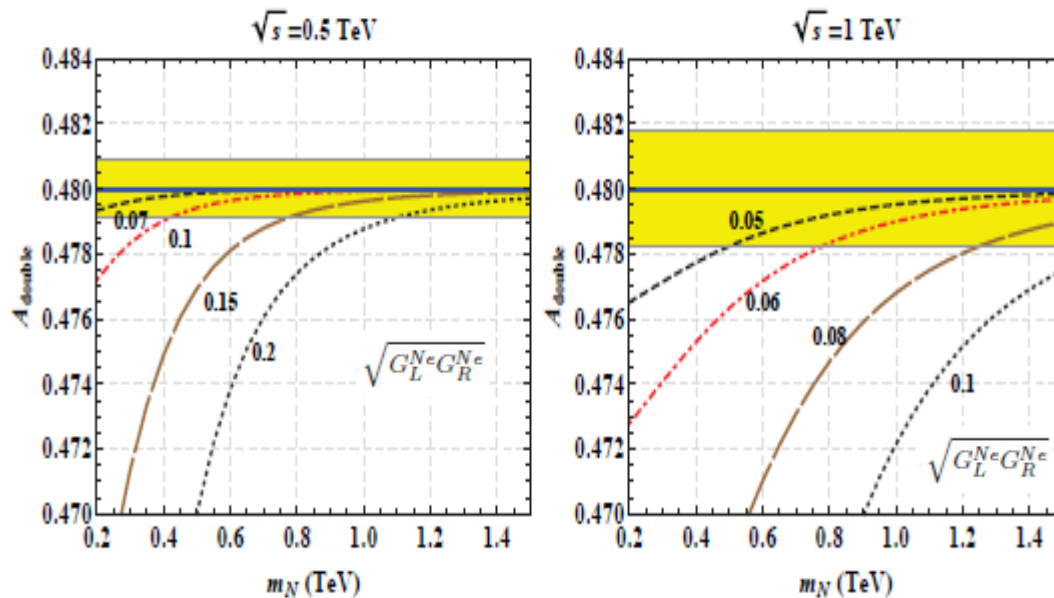 √s =0.5 TeV
A_double
0.484
0.482
0.480
0.478
0.476
0.474
0.472
0.470
0.07
0.1
0.15
0.2
√(G_L^{Ne} G_R^{Ne})
0.2 0.4 0.6 0.8 1.0 1.2 1.4
m_N (TeV)
√s =1 TeV
A_double
0.484
0.482
0.480
0.478
0.476
0.474
0.472
0.470
0.05
0.06
0.08
0.1
√(G_L^{Ne} G_R^{Ne})
0.2 0.4 0.6 0.8 1.0 1.2 1.4
m_N (TeV)